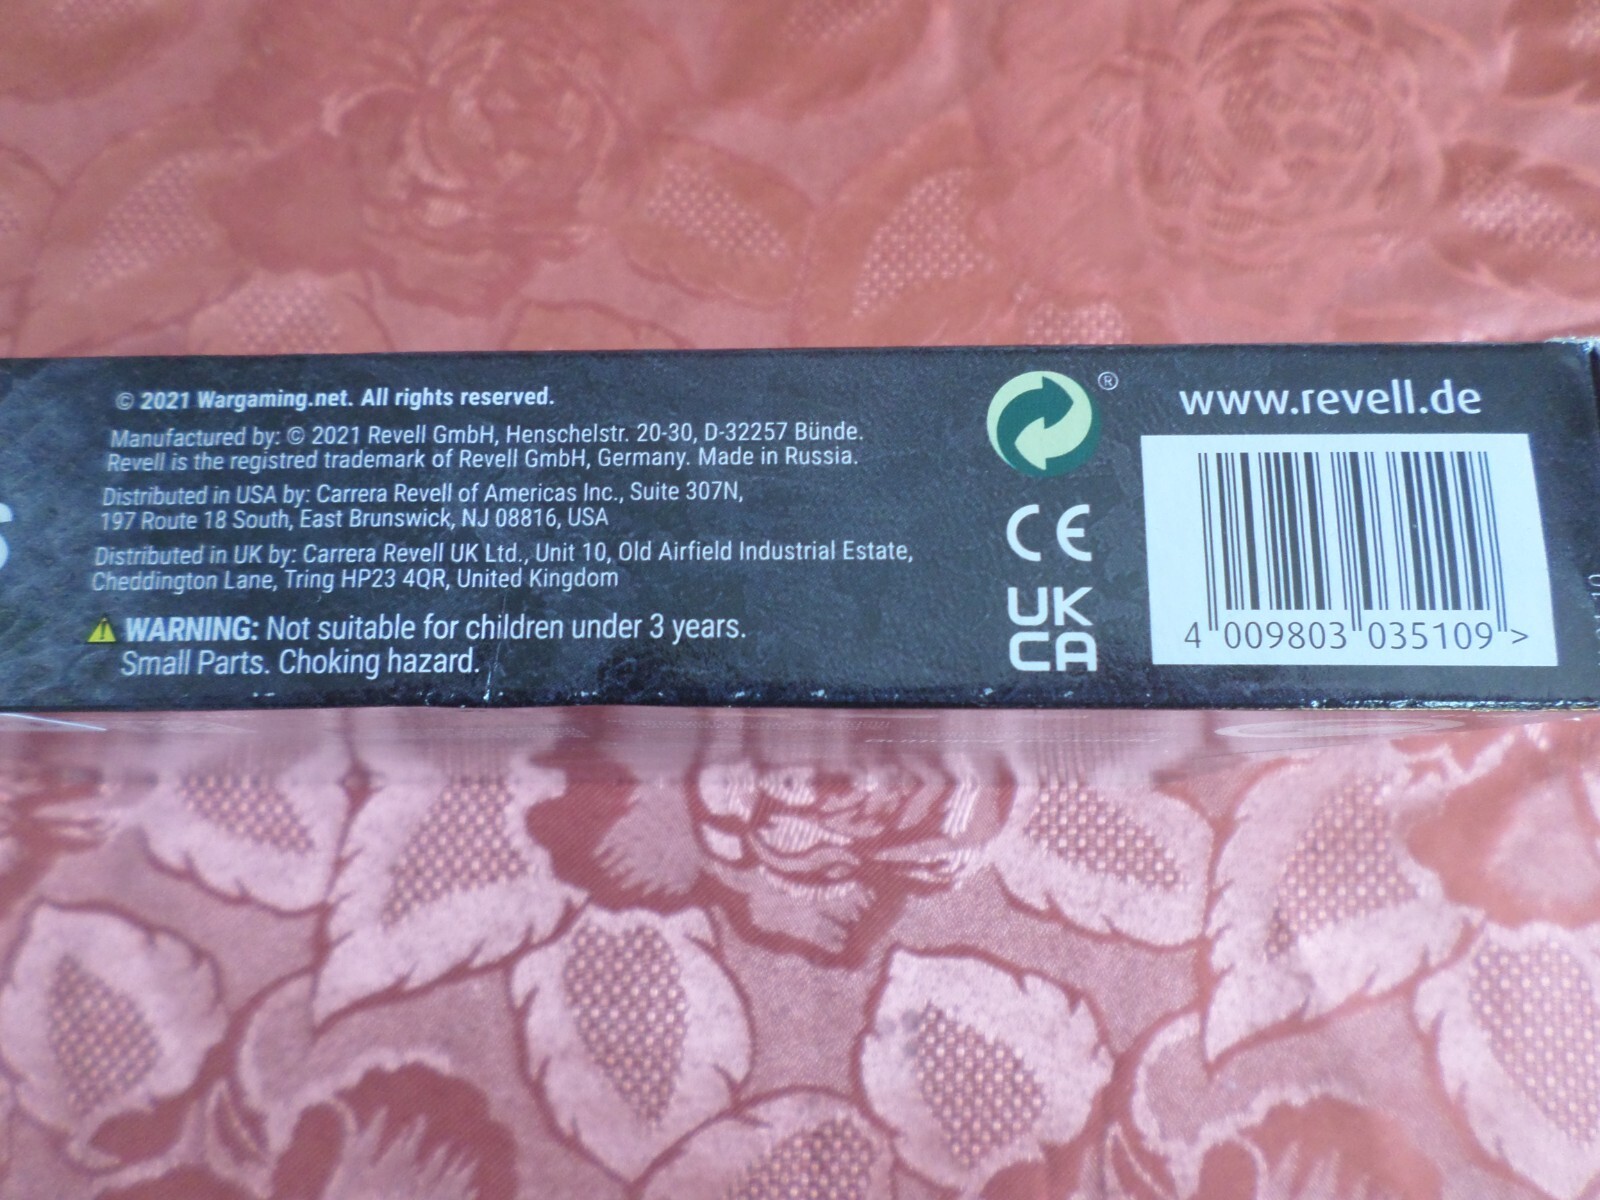 © 2021 Wargaming.net. All rights reserved.
Manufactured by: © 2021 Revell GmbH, Henschelstr. 20-30, D-32257 Bünde.
Revell is the registred trademark of Revell GmbH, Germany. Made in Russia.
Distributed in USA by: Carrera Revell of Americas Inc., Suite 307N,
197 Route 18 South, East Brunswick, NJ 08816, USA
Distributed in UK by: Carrera Revell UK Ltd., Unit 10, Old Airfield Industrial Estate,
Cheddington Lane, Tring HP23 4QR, United Kingdom
WARNING: Not suitable for children under 3 years.
Small Parts. Choking hazard.
®
CE
UK
CA
www.revell.de
4 009803 035109 >